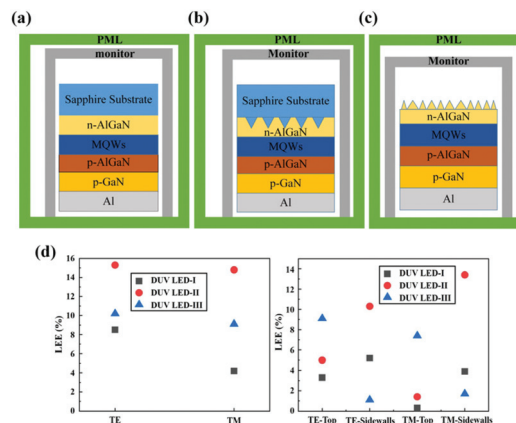 (a)
PML
monitor
Sapphire Substrate
n-AlGaN
MQWs
p-AlGaN
p-GaN
Al
(b)
PML
Monitor
Sapphire Substrate
n-AlGaN
MQWs
p-AlGaN
p-GaN
Al
(c)
PML
Monitor
n-AlGaN
MQWs
p-AlGaN
p-GaN
Al
(d)
LEE (%)
16
14
12
10
8
6
4
2
0
DUV LED-I
DUV LED-II
DUV LED-III
TE
TM
LEE (%)
14
12
10
8
6
4
2
0
DUV LED-I
DUV LED-II
DUV LED-III
TE-Top
TE-Sidewalls
TM-Top
TM-Sidewalls